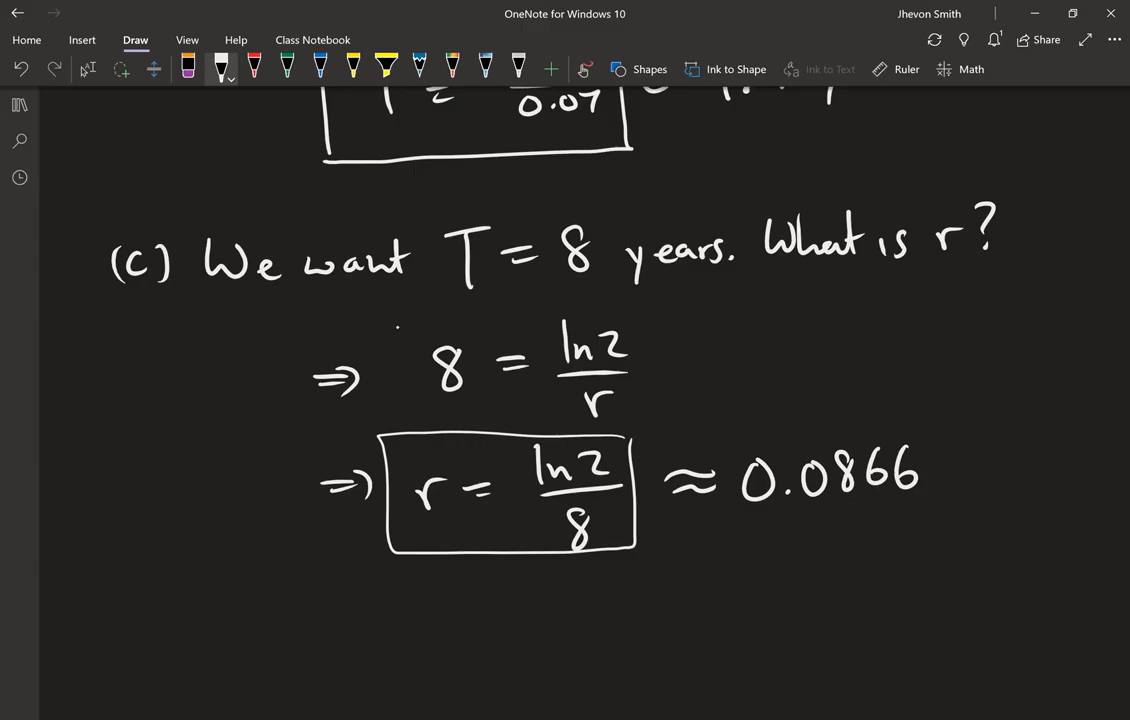 OneNote for Windows 10
Jhevon Smith
Home Insert Draw View Help Class Notebook
Share
Shapes Ink to Shape Ink to Text Ruler Math
0.07
(c) We want T = 8 years. What is r?
⇒ 8 = ln2/r
⇒ r = ln2/8 ≈ 0.0866